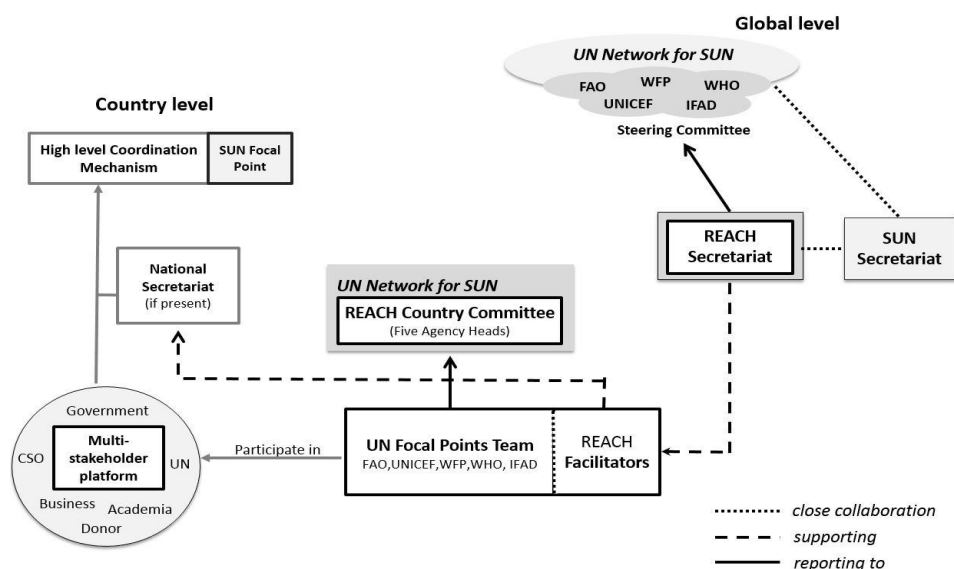 Global level
UN Network for SUN
FAO
WFP
WHO
UNICEF
IFAD
Steering Committee
Country level
High level Coordination
Mechanism
SUN Focal
Point
REACH
Secretariat
SUN
Secretariat
National
Secretariat
(if present)
UN Network for SUN
REACH Country Committee
(Five Agency Heads)
Government
CSO
Multi-
stakeholder
platform
UN
Business
Academia
Donor
Participate in
UN Focal Points Team
FAO,UNICEF,WFP,WHO, IFAD
REACH
Facilitators
close collaboration
supporting
reporting to